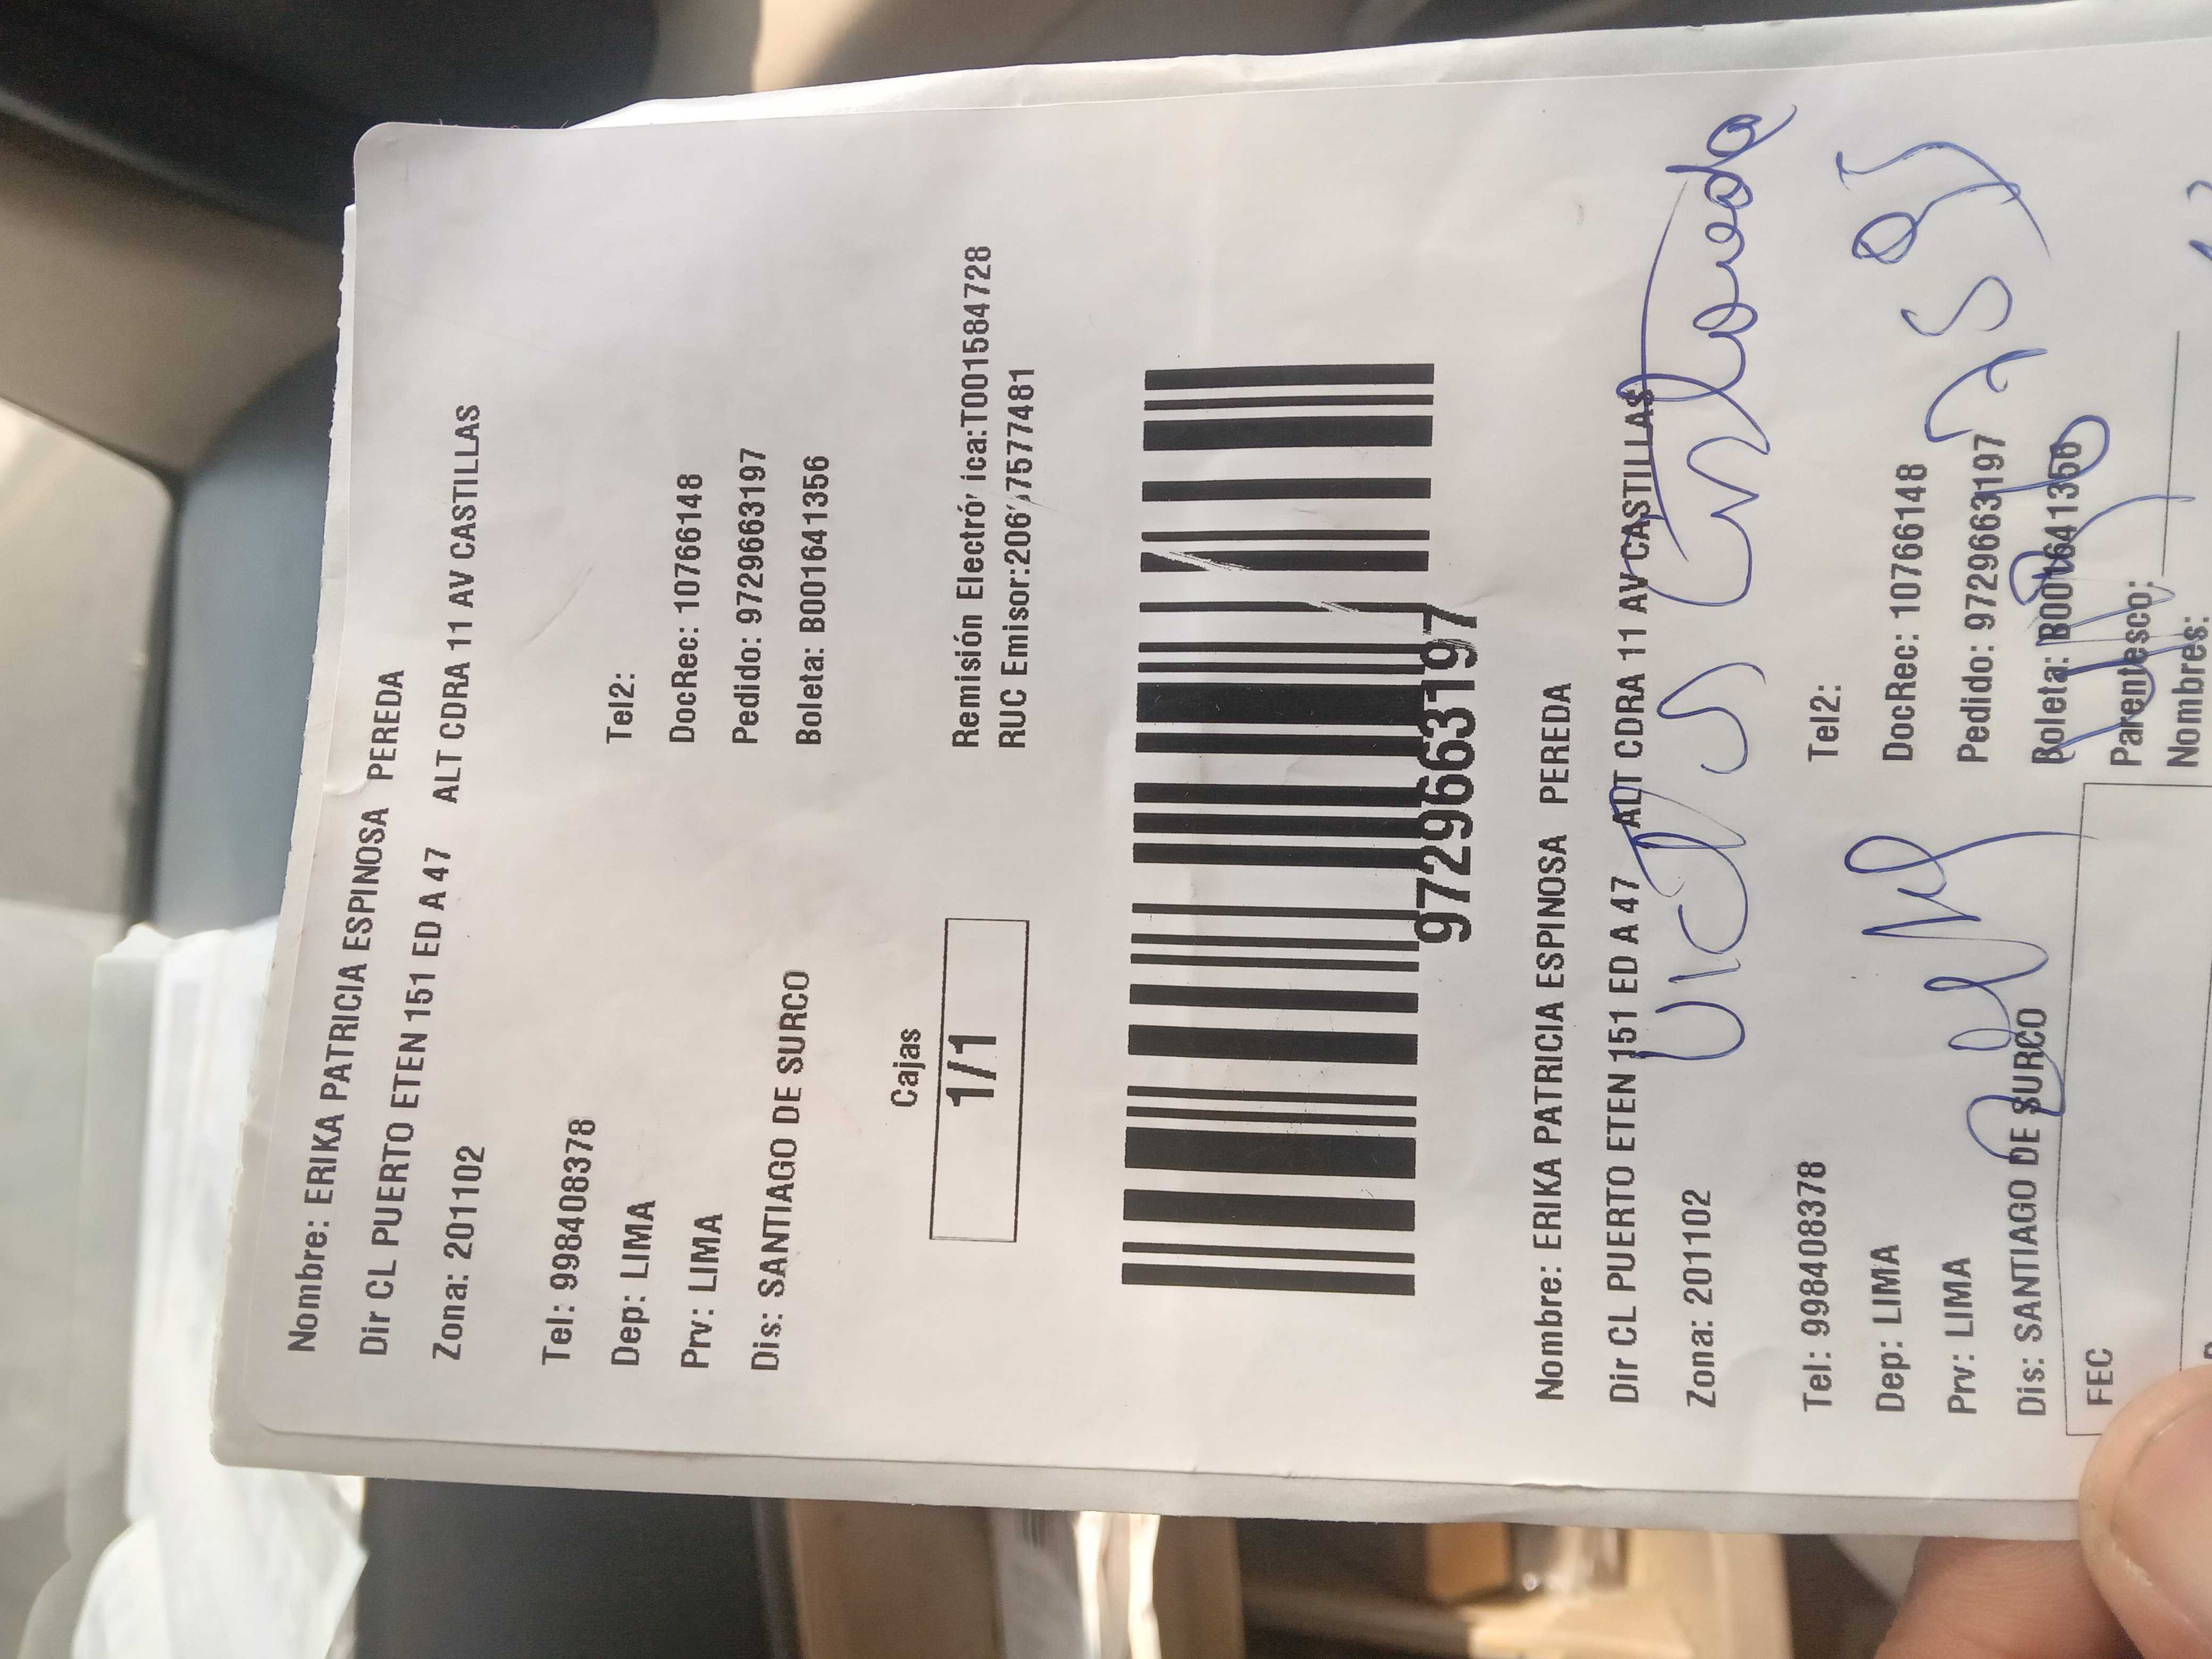 Nombre: ERIKA PATRICIA ESPINOSA PEREDA
Dir CL PUERTO ETEN 151 ED A 47 ALT CDRA 11 AV CASTILLAS
Zona: 201102
Tel: 998408378 Tel2:
Dep: LIMA DocRec: 10766148
Prv: LIMA Pedido: 9729663197
Dis: SANTIAGO DE SURCO Boleta: B001641356
Cajas
1/1
Remisión Electró ica:T001584728
RUC Emisor:206 7577481
9729663197
Nombre: ERIKA PATRICIA ESPINOSA PEREDA
Dir CL PUERTO ETEN 151 ED A 47 ALT CDRA 11 AV CASTILLAS
Zona: 201102
Tel: 998408378 Tel2:
Dep: LIMA DocRec: 10766148
Prv: LIMA Pedido: 9729663197
Dis: SANTIAGO DE SURCO Boleta: B001641356
FEC Parentesco:
Nombres: